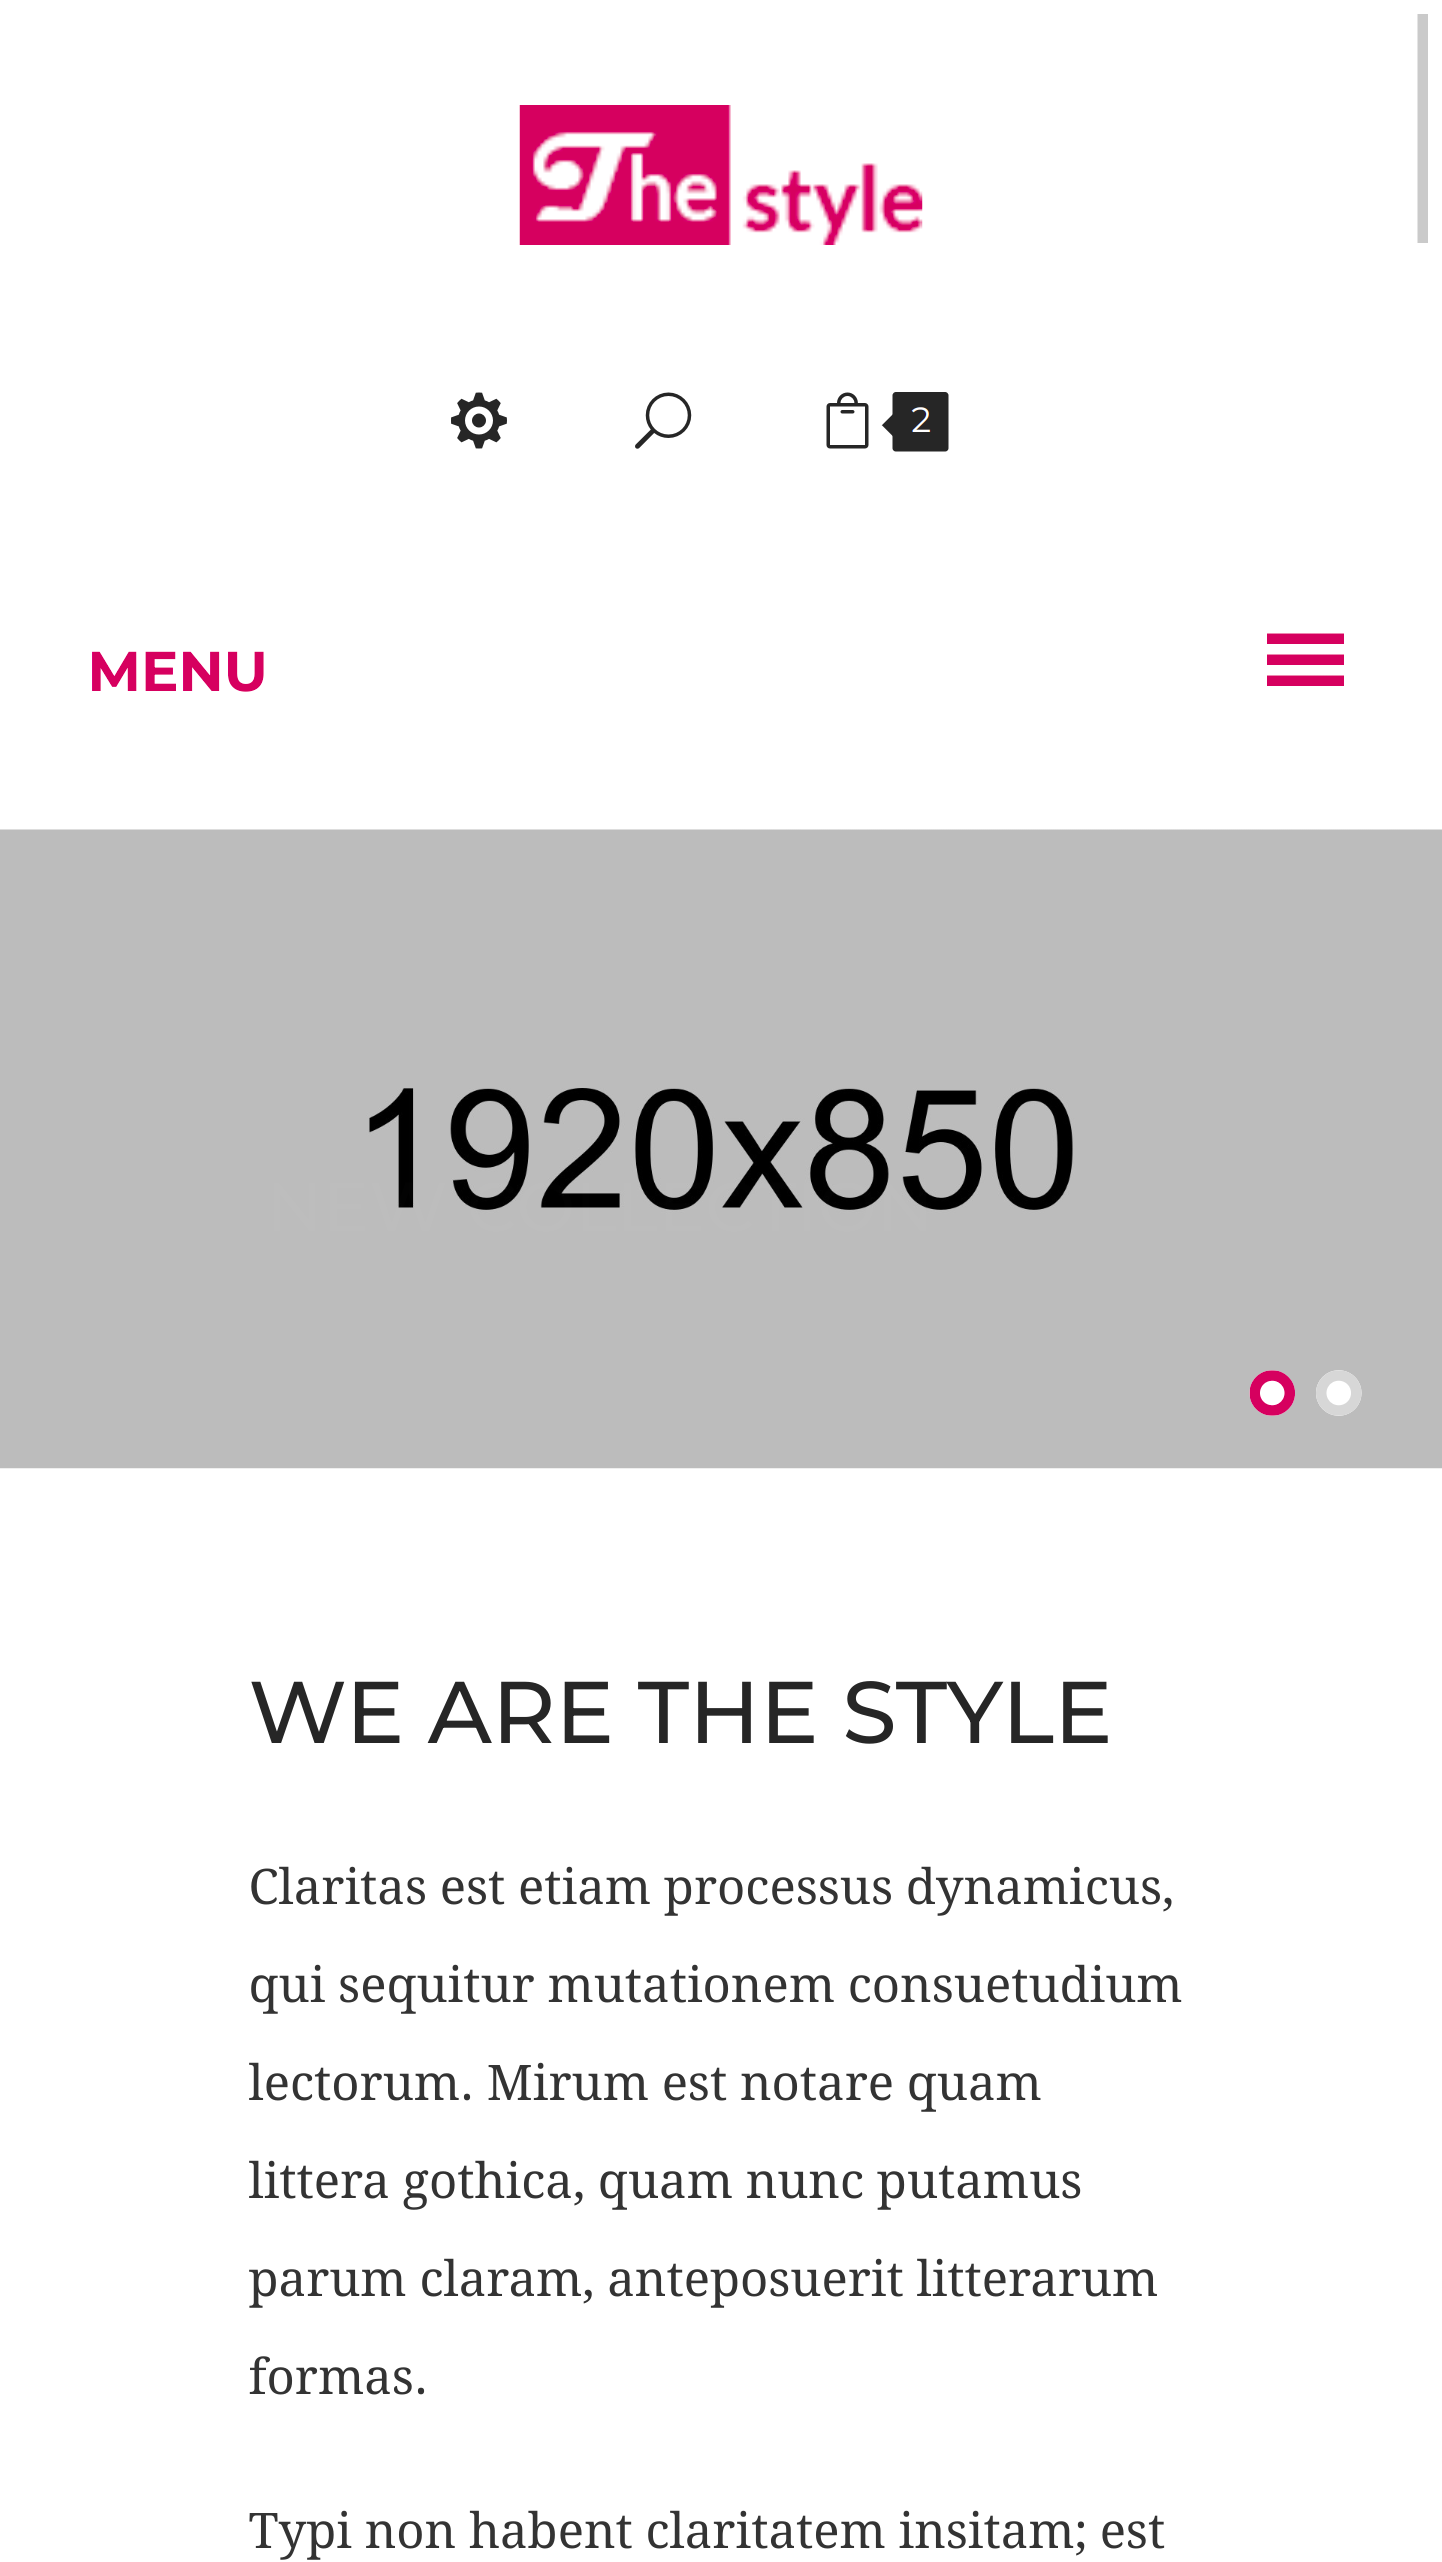 The style
2
MENU
1920x850
WE ARE THE STYLE
Claritas est etiam processus dynamicus,
qui sequitur mutationem consuetudium
lectorum. Mirum est notare quam
littera gothica, quam nunc putamus
parum claram, anteposuerit litterarum
formas.
Typi non habent claritatem insitam; est